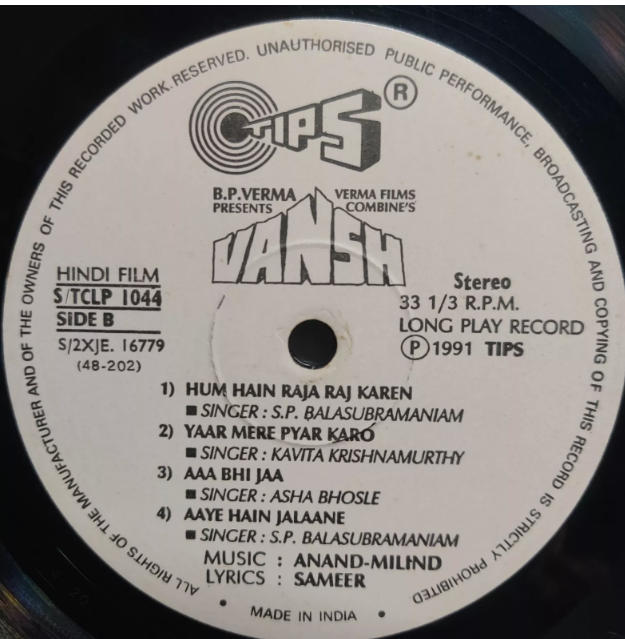 ALL RIGHTS OF THE MANUFACTURER AND OF THE OWNERS OF THIS RECORDED WORK RESERVED. UNAUTHORISED PUBLIC PERFORMANCE, BROADCASTING AND COPYING OF THIS RECORD IS STRICTLY PROHIBITED
TIPS ®
B.P.VERMA PRESENTS
VERMA FILMS COMBINE'S
VANSH
HINDI FILM
S/TCLP 1044
SIDE B
S/2XJE. 16779
(48-202)
Stereo
33 1/3 R.P.M.
LONG PLAY RECORD
Ⓟ 1991 TIPS
1) HUM HAIN RAJA RAJ KAREN
■ SINGER : S.P. BALASUBRAMANIAM
2) YAAR MERE PYAR KARO
■ SINGER : KAVITA KRISHNAMURTHY
3) AAA BHI JAA
■ SINGER : ASHA BHOSLE
4) AAYE HAIN JALAANE
■ SINGER : S.P. BALASUBRAMANIAM
MUSIC : ANAND-MILIND
LYRICS : SAMEER
• MADE IN INDIA •